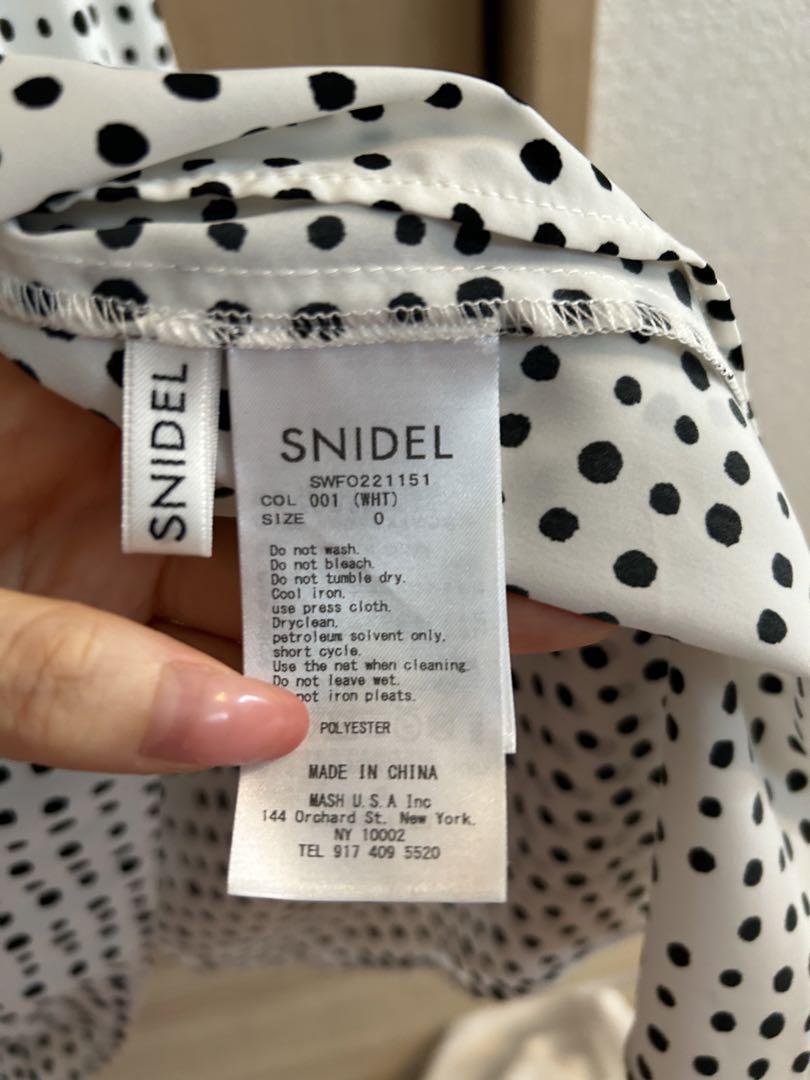 SNIDEL
SNIDEL
SWFO221151
COL 001 (WHT)
SIZE 0
Do not wash.
Do not bleach.
Do not tumble dry.
Cool iron.
use press cloth.
Dryclean.
petroleum solvent only.
short cycle.
Use the net when cleaning.
Do not leave wet.
not iron pleats.
POLYESTER
MADE IN CHINA
MASH U.S.A Inc
144 Orchard St. New York.
NY 10002
TEL 917 409 5520